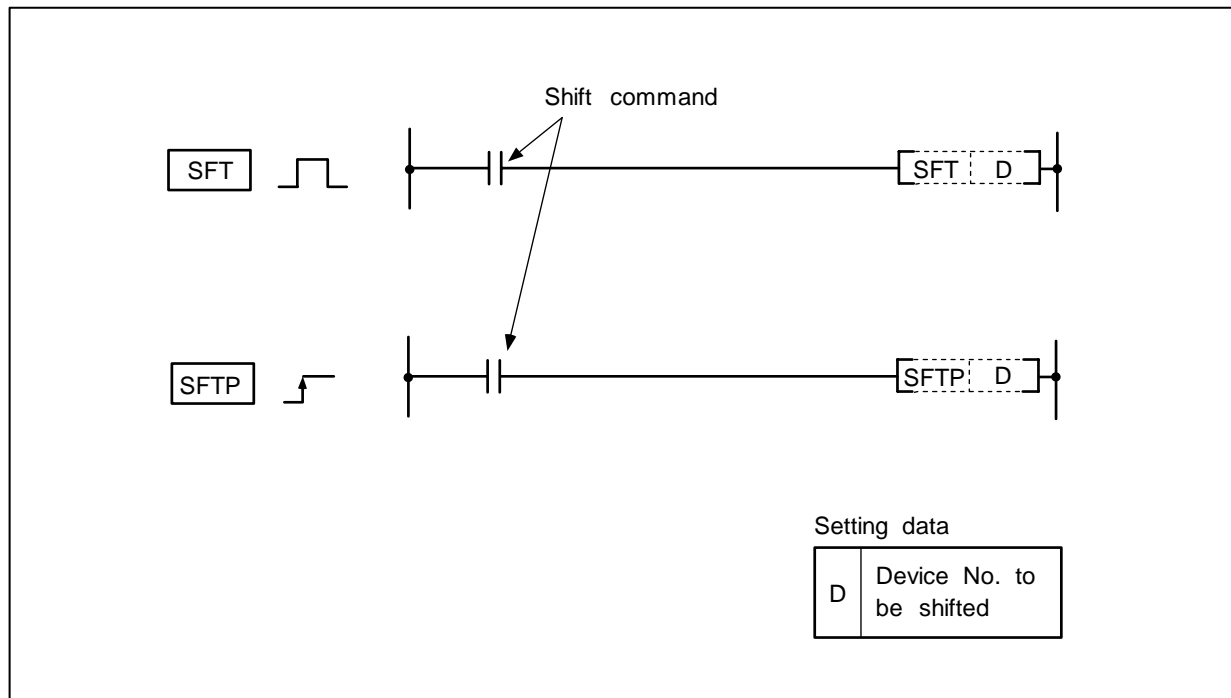 Shift command
SFT
SFT D
SFTP
SFTP D
Setting data
D
Device No. to
be shifted